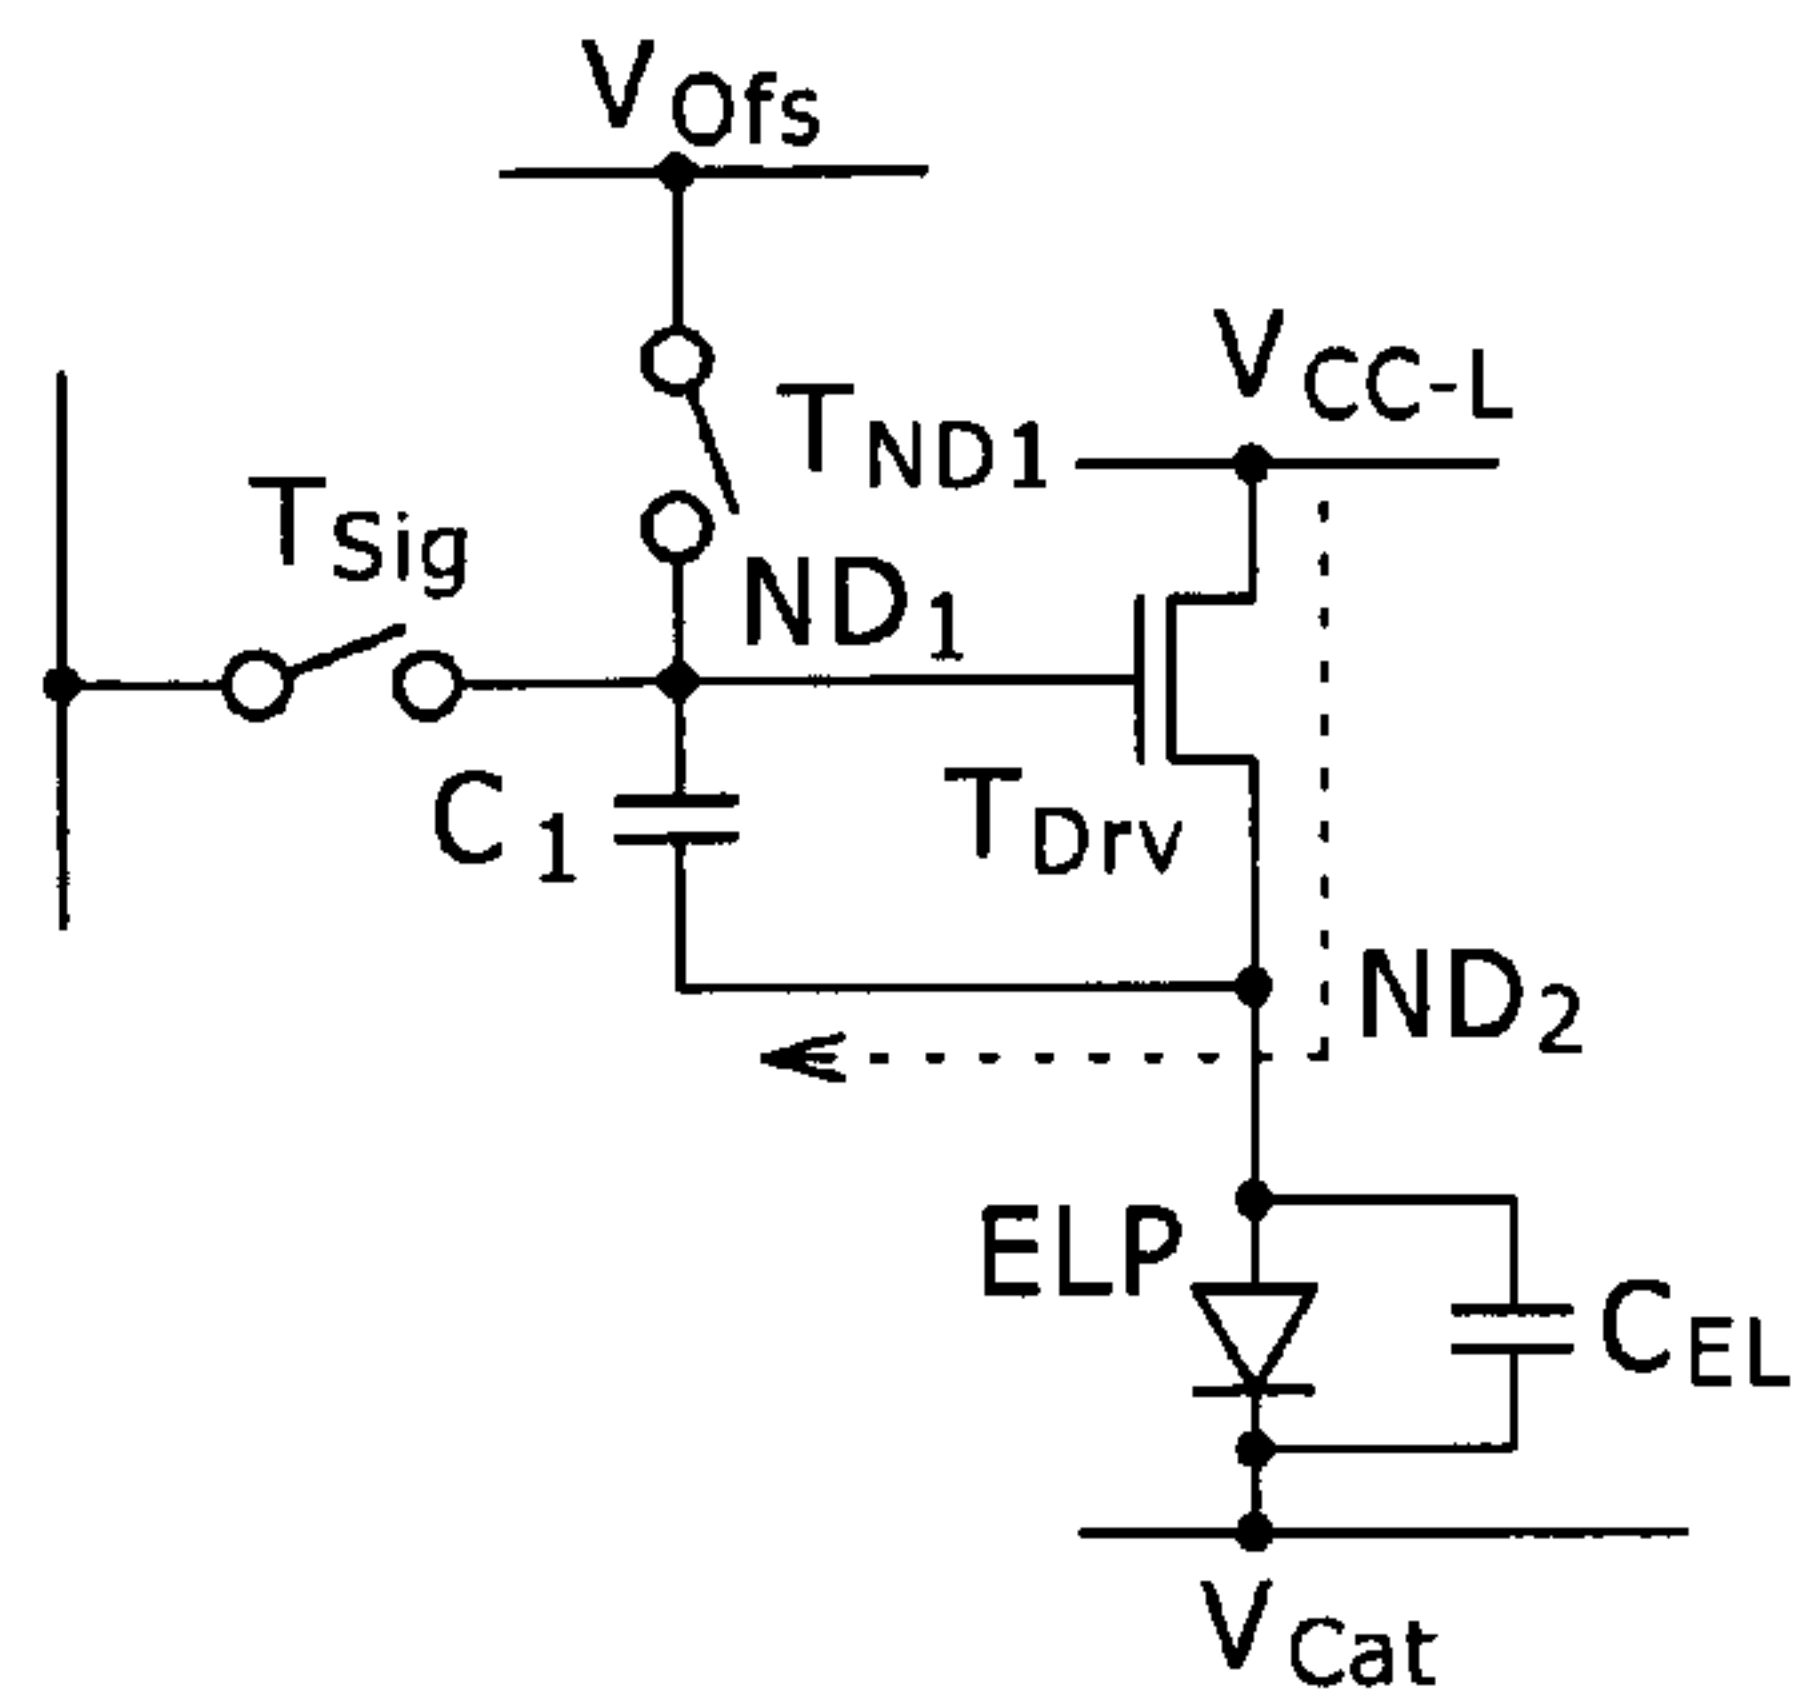 VOfs
VCC-L
TND1
TSig
ND1
C1
TDrv
ND2
ELP
CEL
VCat